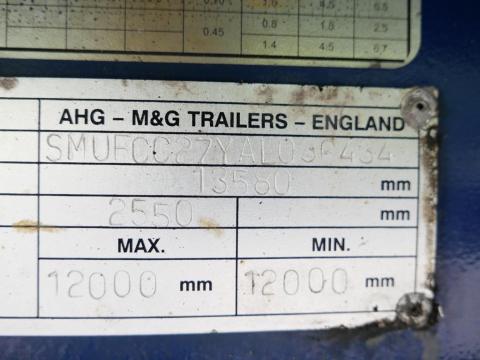 0.45
0.8 1.5 2.5
1.4 4.5 6.7
AHG – M&G TRAILERS – ENGLAND
13580 mm
2550 mm
MAX. MIN.
12000 mm 12000 mm